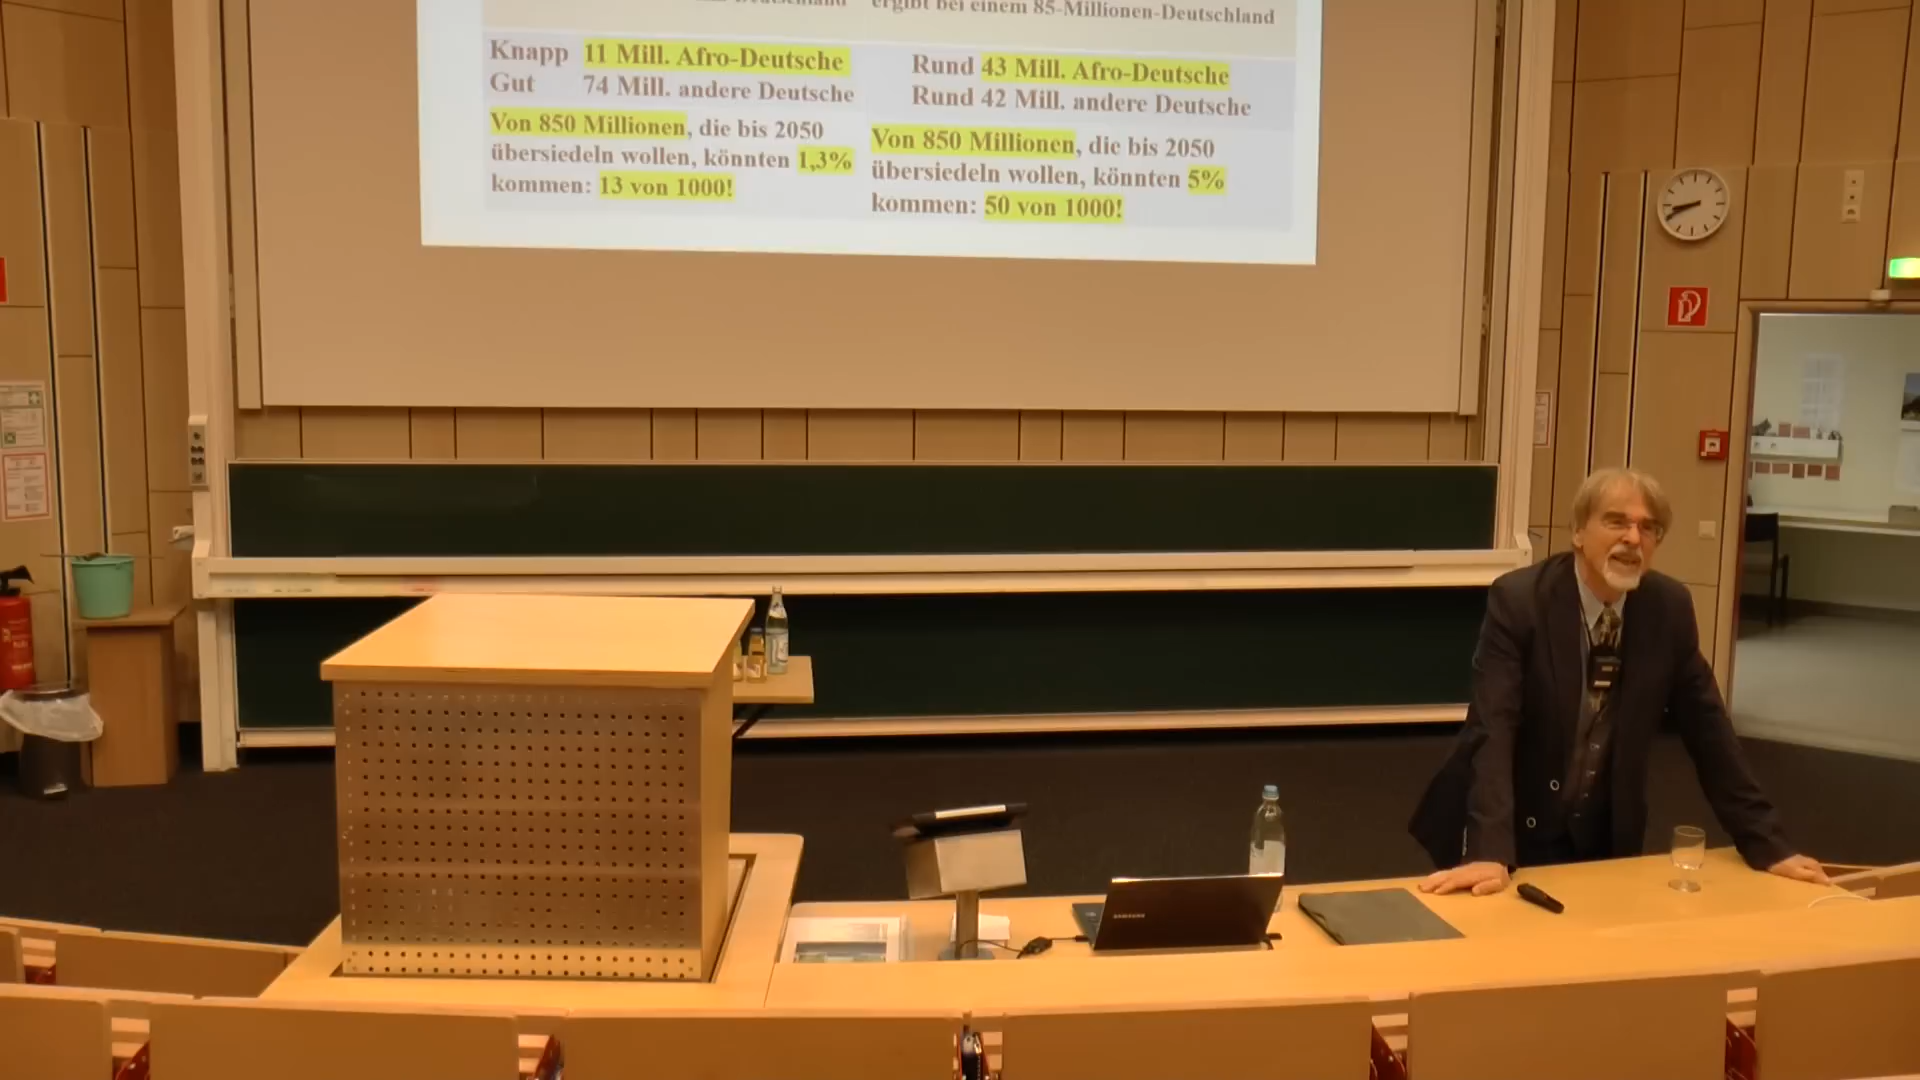 Deutschland
ergibt bei einem 85-Millionen-Deutschland
Knapp 11 Mill. Afro-Deutsche
Gut 74 Mill. andere Deutsche
Von 850 Millionen, die bis 2050
übersiedeln wollen, könnten 1,3%
kommen: 13 von 1000!
Rund 43 Mill. Afro-Deutsche
Rund 42 Mill. andere Deutsche
Von 850 Millionen, die bis 2050
übersiedeln wollen, könnten 5%
kommen: 50 von 1000!
SAMSUNG